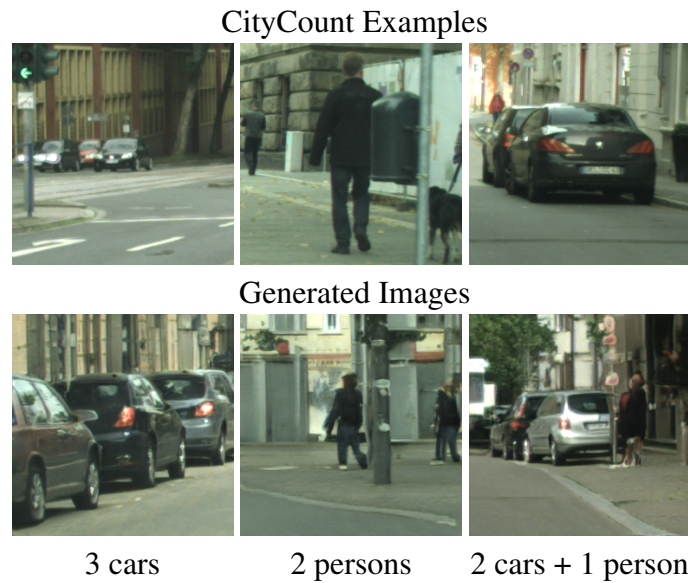 CityCount Examples
Generated Images
3 cars
2 persons
2 cars + 1 person